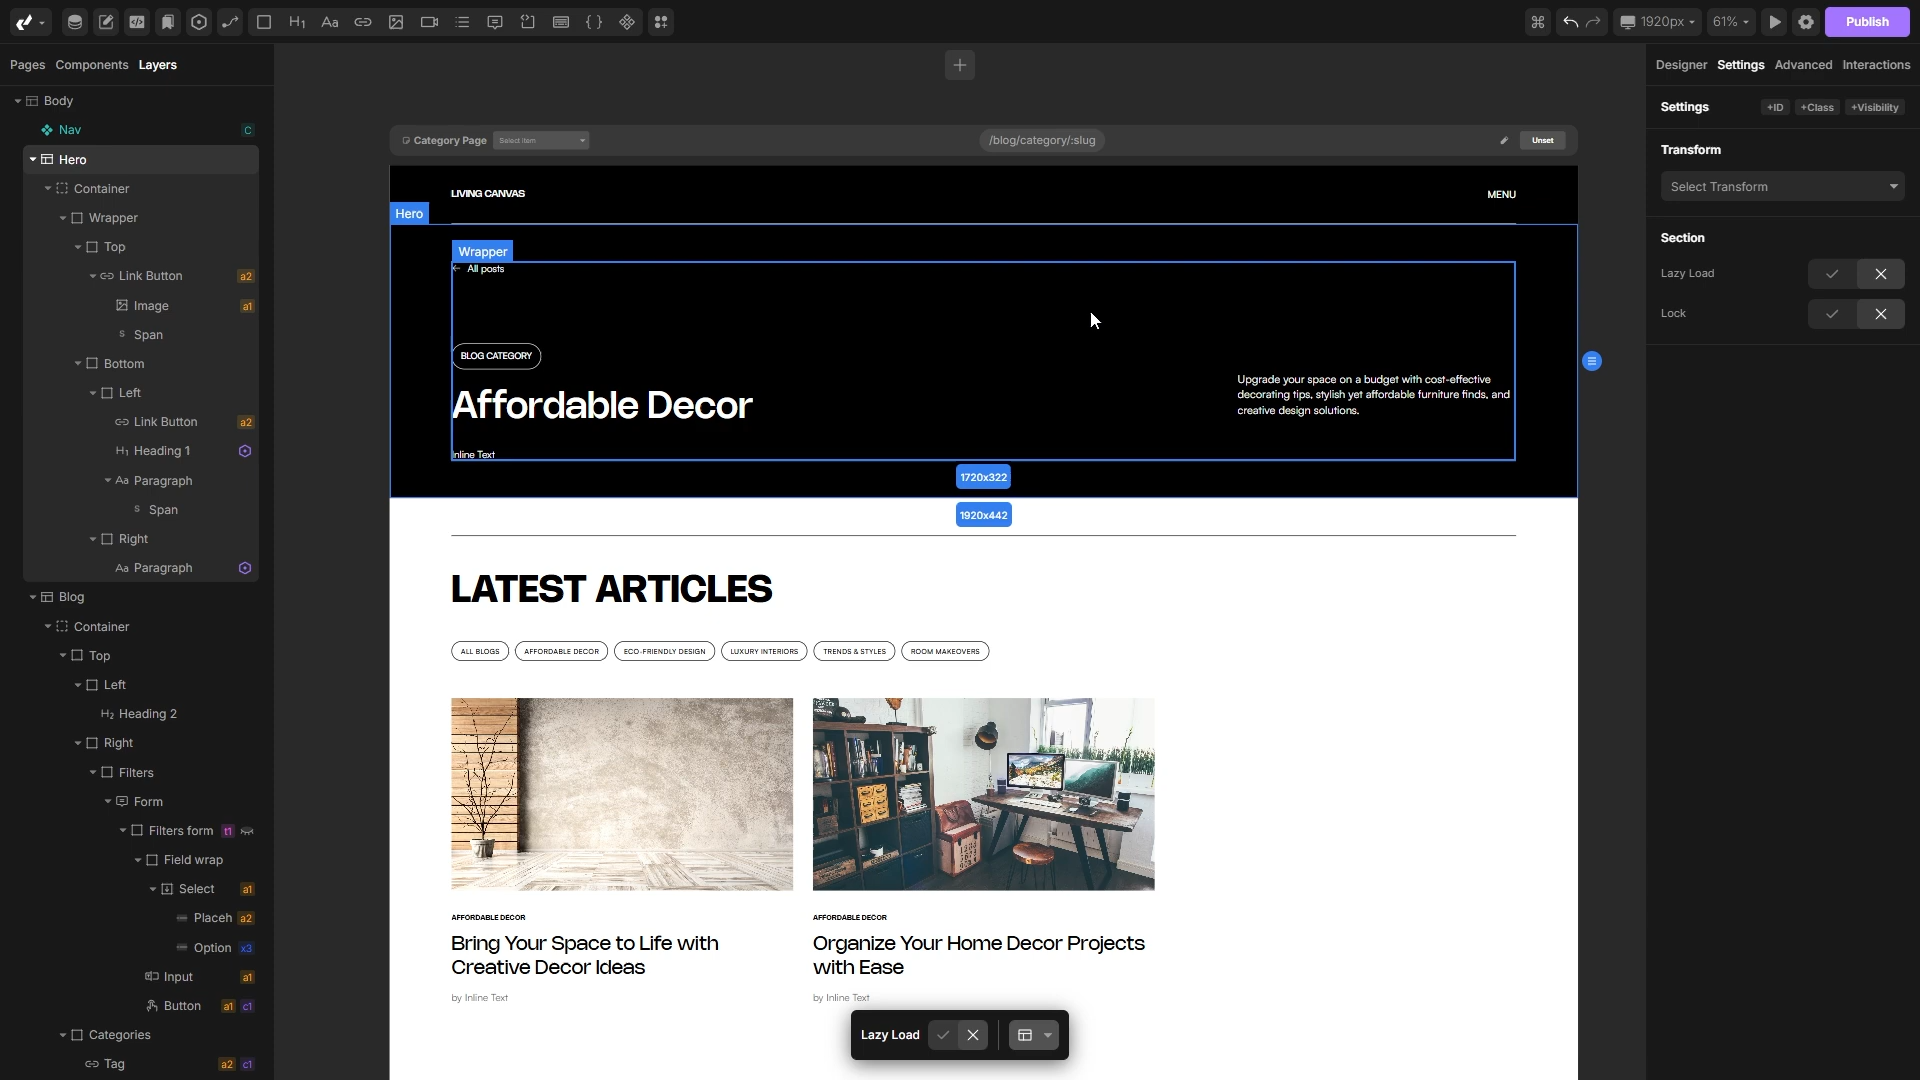 H1
Aa
1920px
61%
Publish
Pages Components Layers
Designer Settings Advanced Interactions
Body
Nav C
Hero
Container
Wrapper
Top
Link Button a2
Image a1
S Span
Bottom
Left
Link Button a2
H1 Heading 1
Aa Paragraph
S Span
Right
Aa Paragraph
Blog
Container
Top
Left
H2 Heading 2
Right
Filters
Form
Filters form t1
Field wrap
Select a1
Placeh a2
Option x3
Input a1
Button a1 c1
Categories
Tag a2 c1
Category Page Select item
/blog/category/:slug
Unset
LIVING CANVAS
MENU
Hero
Wrapper
← All posts
BLOG CATEGORY
Affordable Decor
Upgrade your space on a budget with cost-effective
decorating tips, stylish yet affordable furniture finds, and
creative design solutions.
Inline Text
1720x322
1920x442
LATEST ARTICLES
ALL BLOGS
AFFORDABLE DECOR
ECO-FRIENDLY DESIGN
LUXURY INTERIORS
TRENDS & STYLES
ROOM MAKEOVERS
AFFORDABLE DECOR
Bring Your Space to Life with
Creative Decor Ideas
by Inline Text
AFFORDABLE DECOR
Organize Your Home Decor Projects
with Ease
by Inline Text
Lazy Load
Settings +ID +Class +Visibility
Transform
Select Transform
Section
Lazy Load
Lock